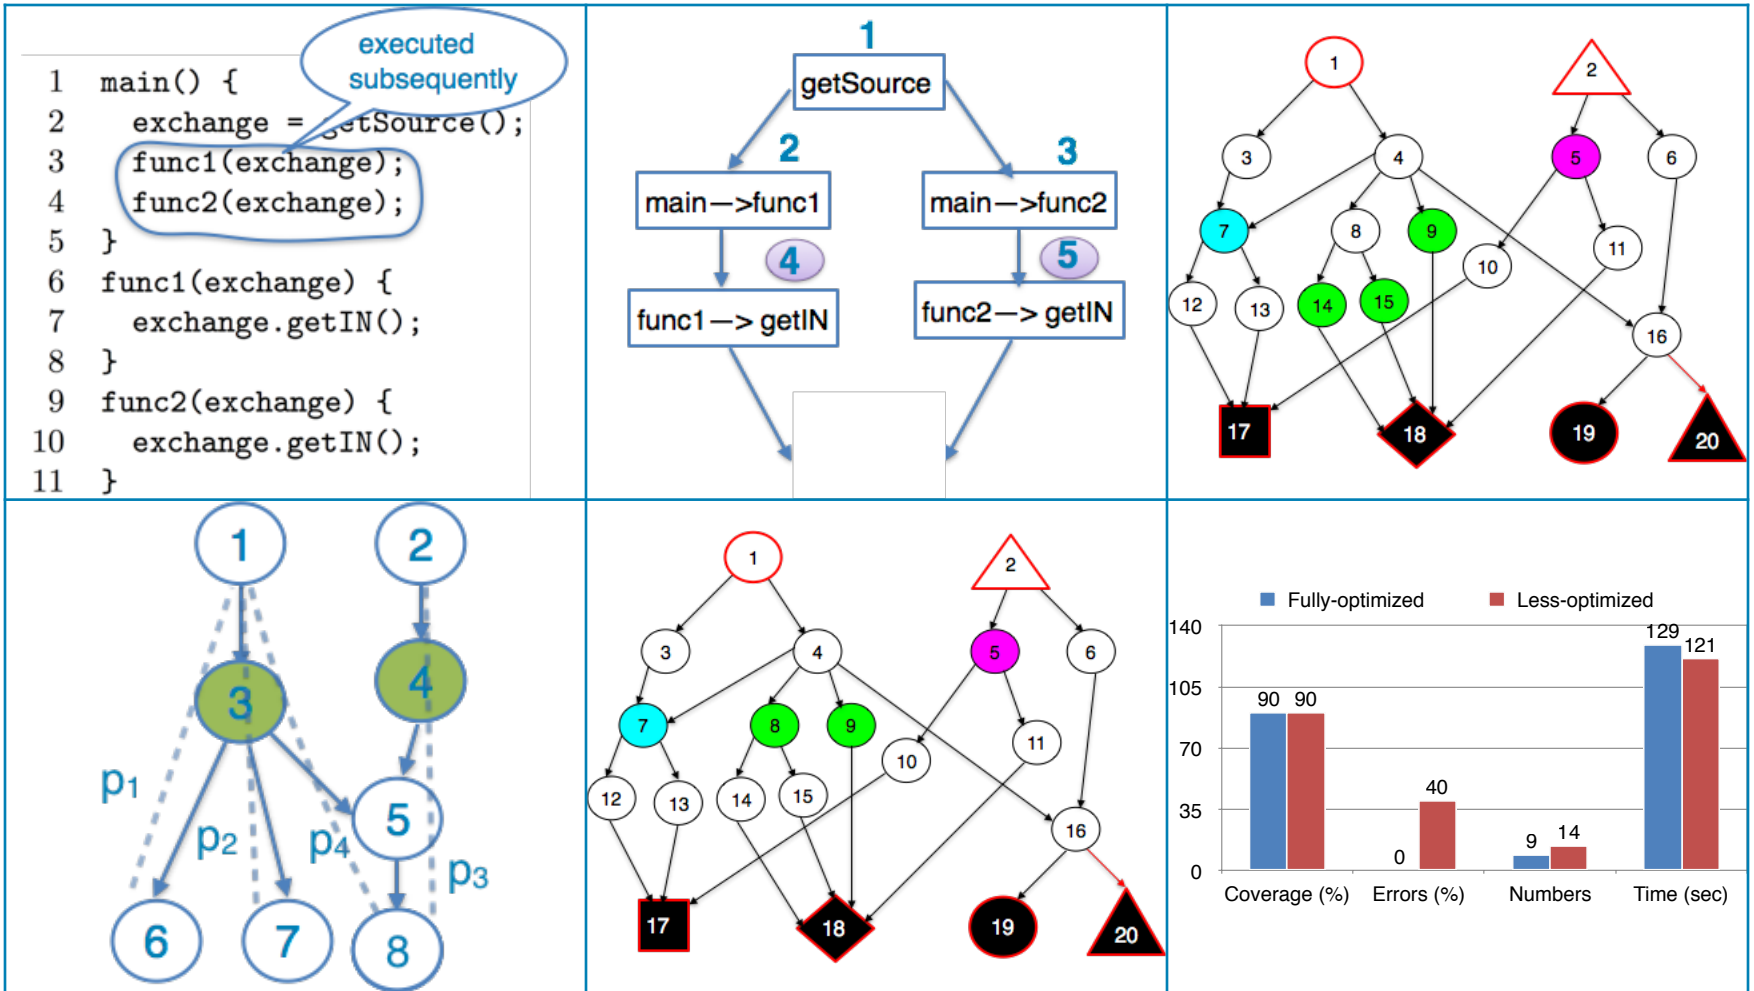 executed
subsequently
1 main() {
2 exchange = getSource();
3 func1(exchange);
4 func2(exchange);
5 }
6 func1(exchange) {
7 exchange.getIN();
8 }
9 func2(exchange) {
10 exchange.getIN();
11 }
1
getSource
2 3
main—>func1 main—>func2
4 5
func1—> getIN func2—> getIN
1 2
3 4 5 6
7 8 9 10 11
12 13 14 15
16
17 18 19 20
1 2
3 4
p1 p2 p4 5 p3
6 7 8
1 2
3 4 5 6
7 8 9 10 11
12 13 14 15
16
17 18 19 20
Fully-optimized Less-optimized
140
105
70
35
0
90 90
0 40
9 14
129 121
Coverage (%) Errors (%) Numbers Time (sec)